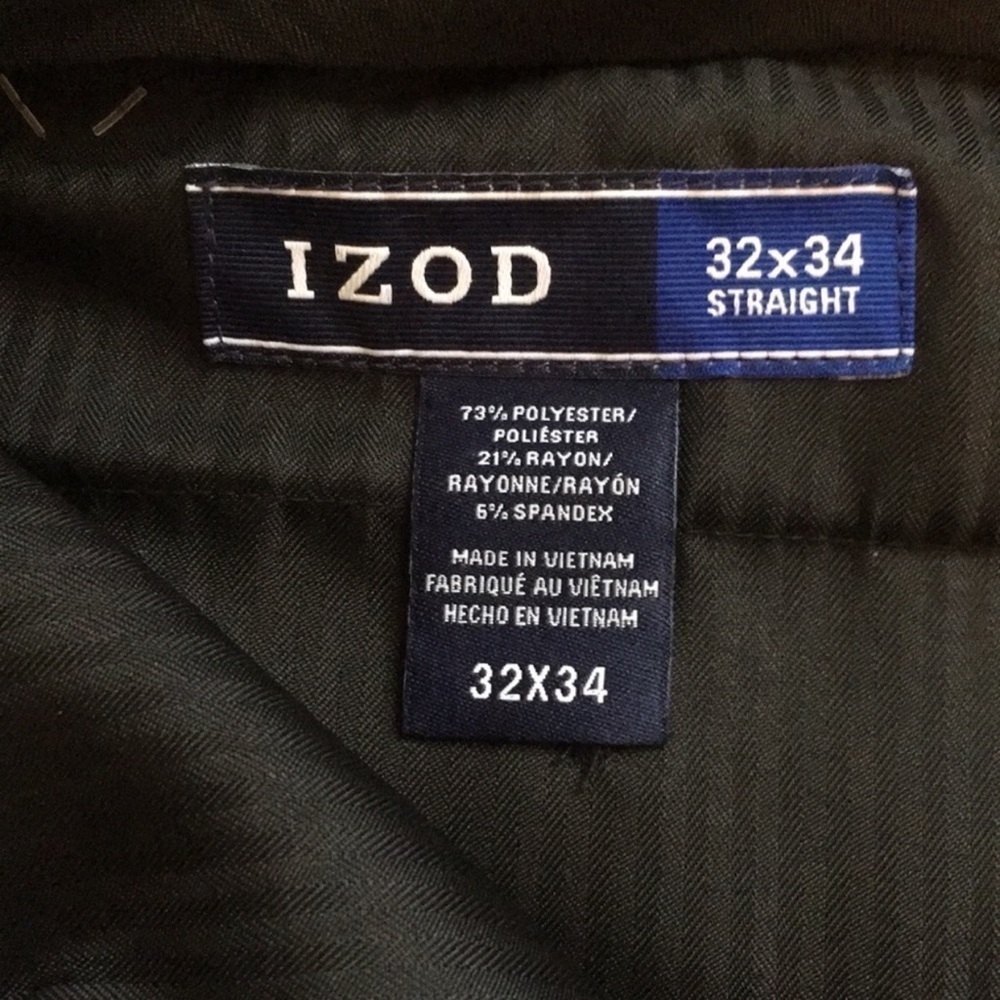 IZOD
32x34
STRAIGHT
73% POLYESTER/
POLIÉSTER
21% RAYON/
RAYONNE/RAYÓN
6% SPANDEX
MADE IN VIETNAM
FABRIQUÉ AU VIÊTNAM
HECHO EN VIETNAM
32X34